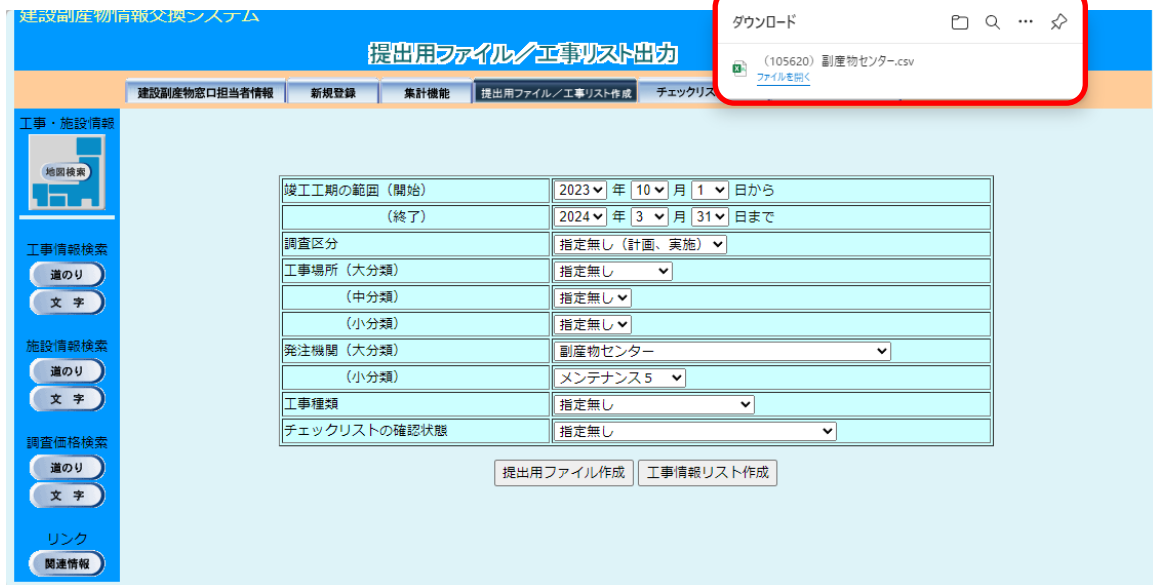 建設副産物情報交換システム
ダウンロード
(105620) 副産物センター.csv
ファイルを開く
提出用ファイル／工事リスト出力
建設副産物窓口担当者情報 新規登録 集計機能 提出用ファイル／工事リスト作成 チェックリス
工事・施設情報
地図検索
工事情報検索
道のり
文 字
施設情報検索
道のり
文 字
調査価格検索
道のり
文 字
リンク
関連情報
竣工工期の範囲（開始） 2023 年 10 月 1 日から
（終了） 2024 年 3 月 31 日まで
調査区分 指定無し（計画、実施）
工事場所（大分類） 指定無し
（中分類） 指定無し
（小分類） 指定無し
発注機関（大分類） 副産物センター
（小分類） メンテナンス５
工事種類 指定無し
チェックリストの確認状態 指定無し
提出用ファイル作成 工事情報リスト作成